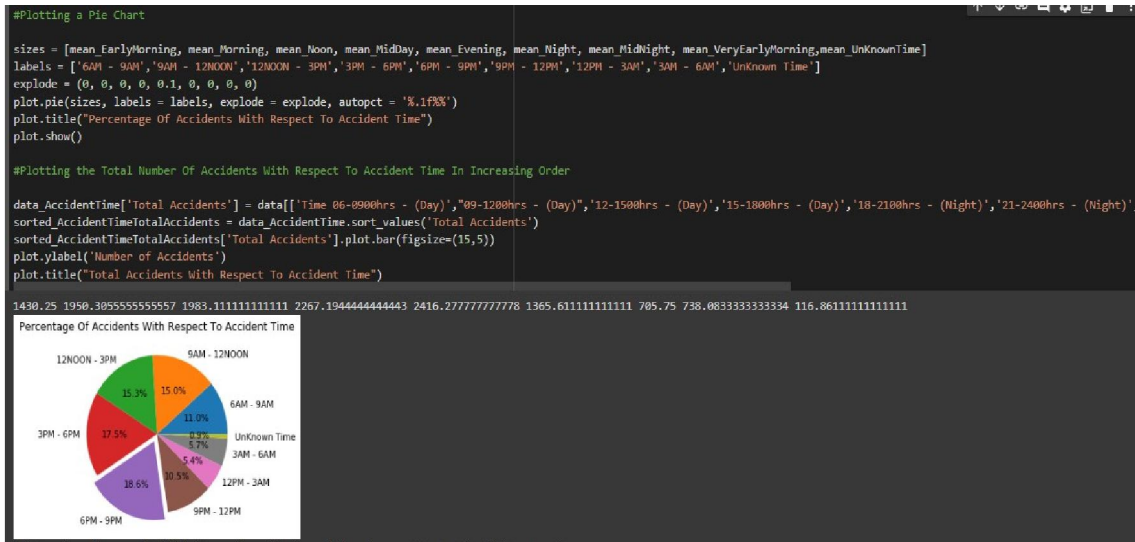 #Plotting a Pie Chart
sizes = [mean_EarlyMorning, mean_Morning, mean_Noon, mean_MidDay, mean_Evening, mean_Night, mean_MidNight, mean_VeryEarlyMorning,mean_UnKnownTime]
labels = ['6AM - 9AM','9AM - 12NOON','12NOON - 3PM','3PM - 6PM','6PM - 9PM','9PM - 12PM','12PM - 3AM','3AM - 6AM','UnKnown Time']
explode = (0, 0, 0, 0, 0.1, 0, 0, 0, 0)
plot.pie(sizes, labels = labels, explode = explode, autopct = '%.1f%%')
plot.title("Percentage Of Accidents With Respect To Accident Time")
plot.show()
#Plotting the Total Number Of Accidents With Respect To Accident Time In Increasing Order
data_AccidentTime['Total Accidents'] = data[['Time 06-0900hrs - (Day)',"09-1200hrs - (Day)",'12-1500hrs - (Day)','15-1800hrs - (Day)','18-2100hrs - (Night)','21-2400hrs - (Night)',
sorted_AccidentTimeTotalAccidents = data_AccidentTime.sort_values('Total Accidents')
sorted_AccidentTimeTotalAccidents['Total Accidents'].plot.bar(figsize=(15,5))
plot.ylabel('Number of Accidents')
plot.title("Total Accidents With Respect To Accident Time")
1430.25 1950.3055555555557 1983.111111111111 2267.1944444444443 2416.277777777778 1365.611111111111 705.75 738.0833333333334 116.86111111111111
Percentage Of Accidents With Respect To Accident Time
12NOON - 3PM
9AM - 12NOON
15.3%
15.0%
6AM - 9AM
11.0%
3PM - 6PM
17.5%
0.9%
UnKnown Time
5.7%
3AM - 6AM
5.4%
12PM - 3AM
18.6%
10.5%
9PM - 12PM
6PM - 9PM